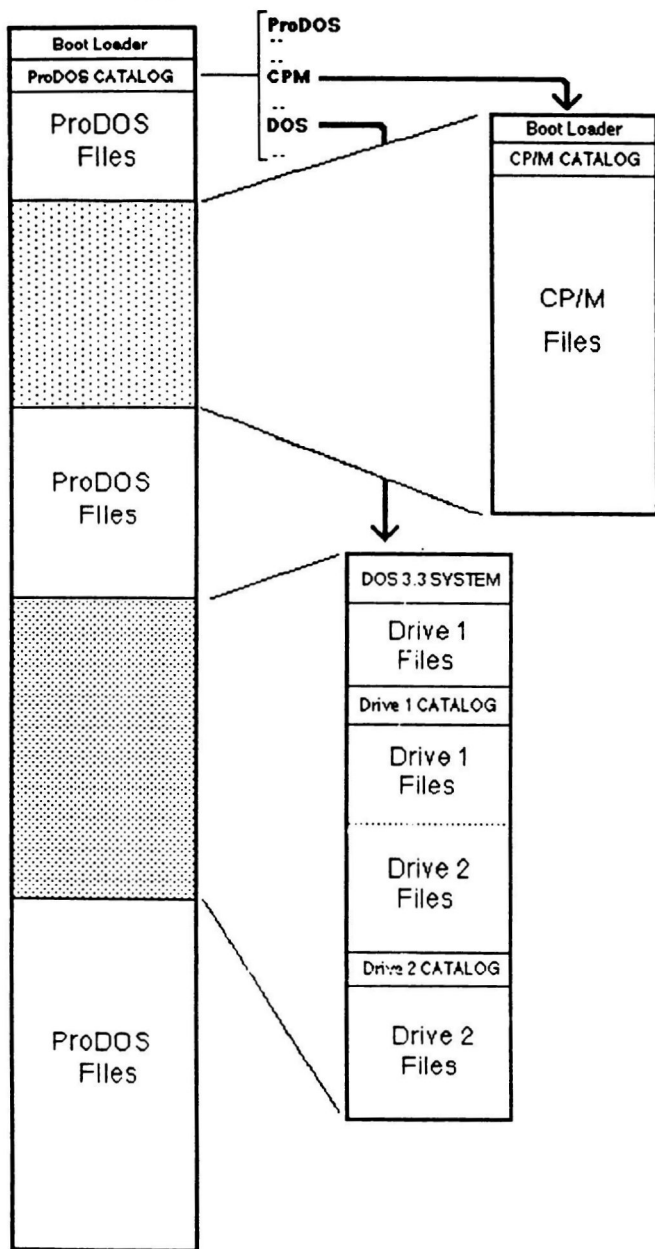 Boot Loader
ProDOS CATALOG
ProDOS
Files
ProDOS
Files
ProDOS
Files
ProDOS
--
--
CPM
--
DOS
--
Boot Loader
CP/M CATALOG
CP/M
Files
DOS 3.3 SYSTEM
Drive 1
Files
Drive 1 CATALOG
Drive 1
Files
Drive 2
Files
Drive 2 CATALOG
Drive 2
Files